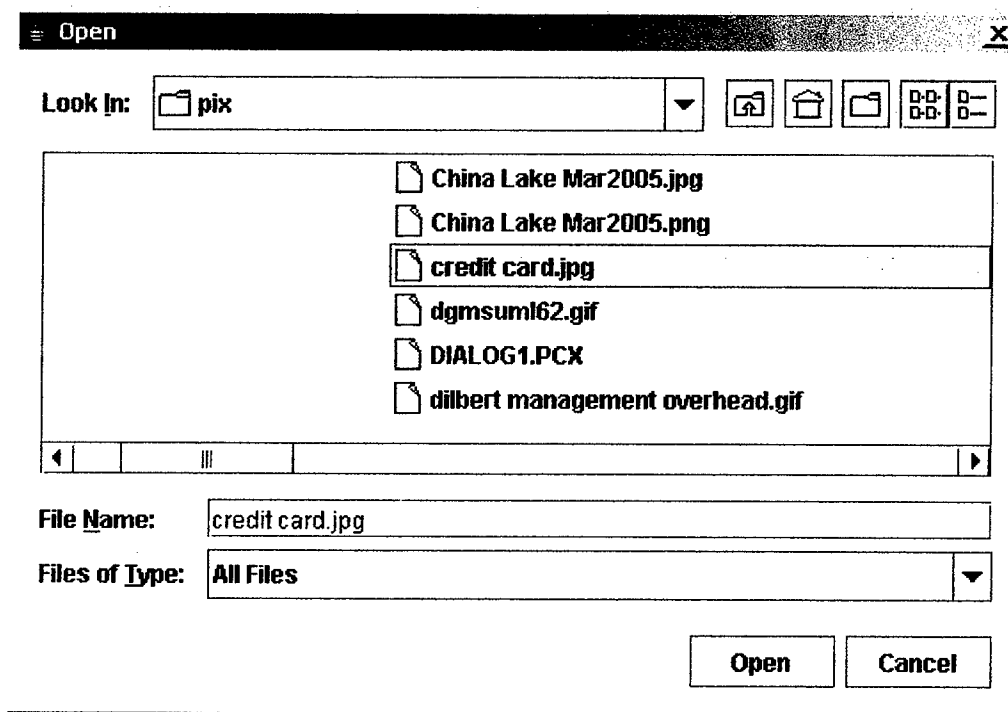 Open
Look In: pix
China Lake Mar2005.jpg
China Lake Mar2005.png
credit card.jpg
dgmsuml62.gif
DIALOG1.PCX
dilbert management overhead.gif
File Name: credit card.jpg
Files of Type: All Files
Open Cancel